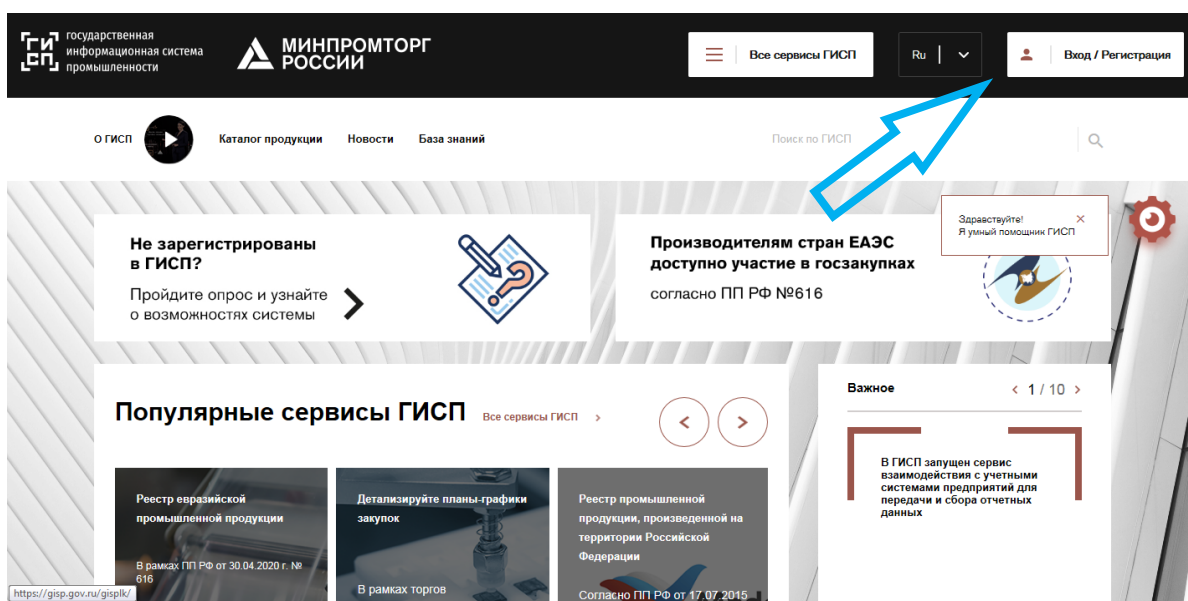 государственная
информационная система
промышленности
ГИСП
МИНПРОМТОРГ
РОССИИ
Все сервисы ГИСП
Ru
Вход / Регистрация
О ГИСП
Каталог продукции
Новости
База знаний
Поиск по ГИСП
Здравствуйте!
Я умный помощник ГИСП
Не зарегистрированы
в ГИСП?
Пройдите опрос и узнайте
о возможностях системы
Производителям стран ЕАЭС
доступно участие в госзакупках
согласно ПП РФ №616
Популярные сервисы ГИСП
Все сервисы ГИСП
Важное
1 / 10
В ГИСП запущен сервис
взаимодействия с учетными
системами предприятий для
передачи и сбора отчетных
данных
Реестр евразийской
промышленной продукции
В рамках ПП РФ от 30.04.2020 г. №
616
Детализируйте планы-графики
закупок
В рамках торгов
Реестр промышленной
продукции, произведенной на
территории Российской
Федерации
Согласно ПП РФ от 17.07.2015
https://gisp.gov.ru/gisplk/